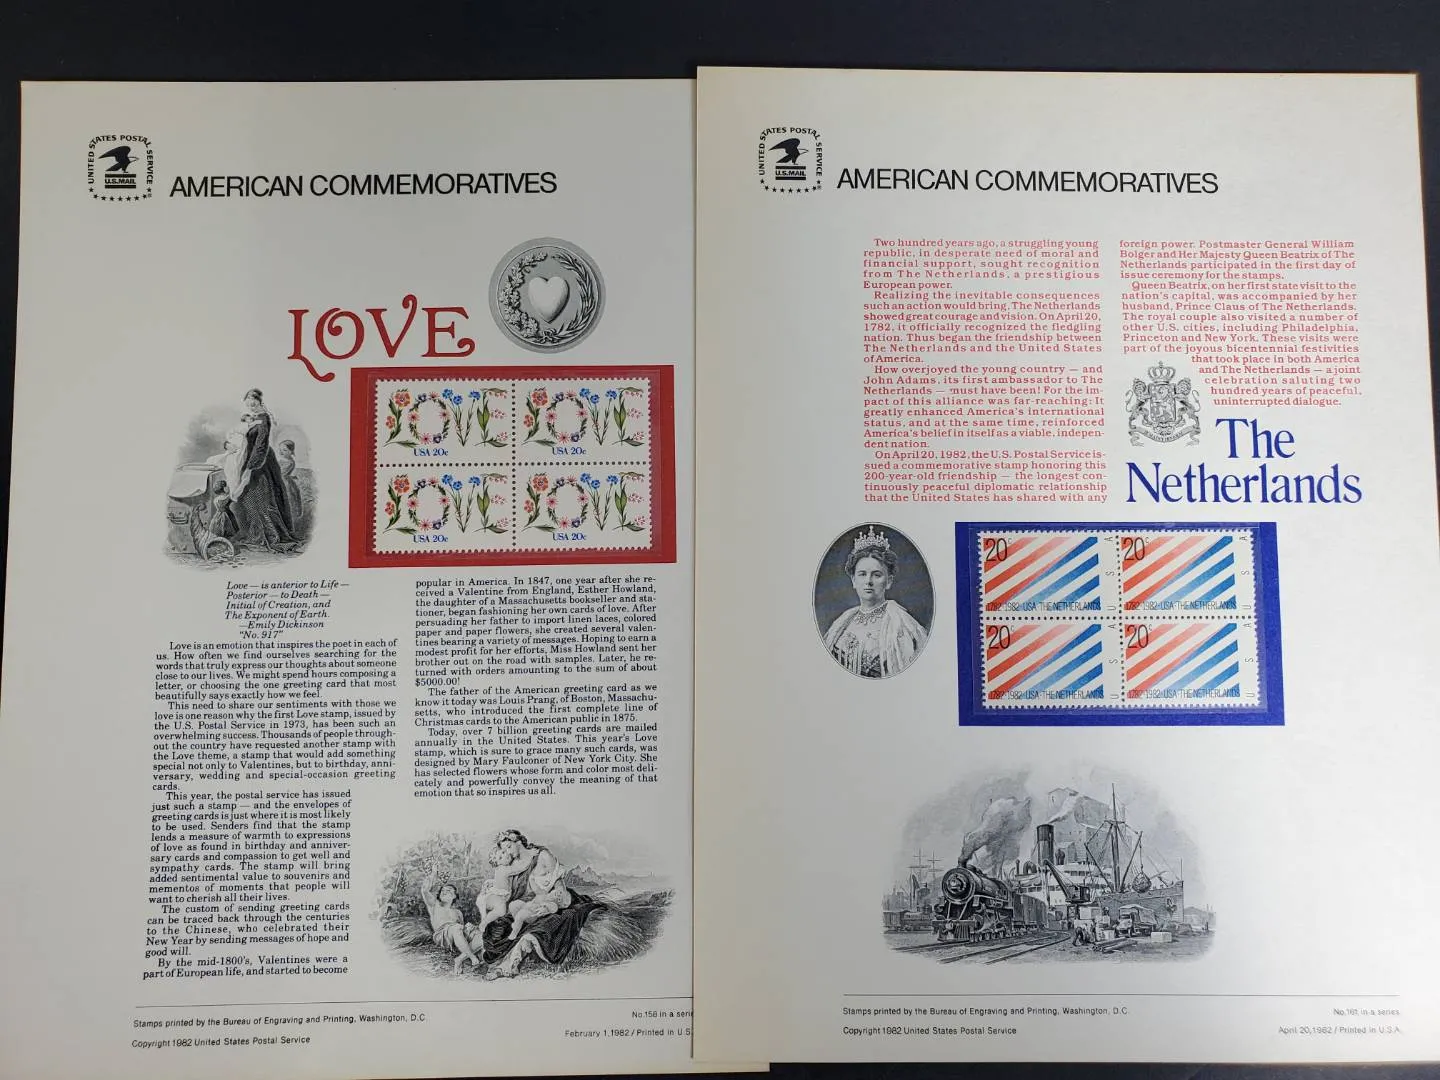 UNITED STATES POSTAL SERVICE
U.S.MAIL
AMERICAN COMMEMORATIVES
LOVE
LOVE
USA 20c
LOVE
USA 20c
LOVE
USA 20c
LOVE
USA 20c
Love — is anterior to Life —
Posterior — to Death —
Initial of Creation, and
The Exponent of Earth.
—Emily Dickinson
"No. 917"
Love is an emotion that inspires the poet in each of
us. How often we find ourselves searching for the
words that truly express our thoughts about someone
close to our lives. We might spend hours composing a
letter, or choosing the one greeting card that most
beautifully says exactly how we feel.
This need to share our sentiments with those we
love is one reason why the first Love stamp, issued by
the U.S. Postal Service in 1973, has been such an
overwhelming success. Thousands of people through-
out the country have requested another stamp with
the Love theme, a stamp that would add something
special not only to Valentines, but to birthday, anni-
versary, wedding and special-occasion greeting
cards.
This year, the postal service has issued
just such a stamp — and the envelopes of
greeting cards is just where it is most likely
to be used. Senders find that the stamp
lends a measure of warmth to expressions
of love as found in birthday and anniver-
sary cards and compassion to get well and
sympathy cards. The stamp will bring
added sentimental value to souvenirs and
mementos of moments that people will
want to cherish all their lives.
The custom of sending greeting cards
can be traced back through the centuries
to the Chinese, who celebrated their
New Year by sending messages of hope and
good will.
By the mid-1800's, Valentines were a
part of European life, and started to become
popular in America. In 1847, one year after she re-
ceived a Valentine from England, Esther Howland,
the daughter of a Massachusetts bookseller and sta-
tioner, began fashioning her own cards of love. After
persuading her father to import linen laces, colored
paper and paper flowers, she created several valen-
tines bearing a variety of messages. Hoping to earn a
modest profit for her efforts, Miss Howland sent her
brother out on the road with samples. Later, he re-
turned with orders amounting to the sum of about
$5000.00!
The father of the American greeting card as we
know it today was Louis Prang, of Boston, Massachu-
setts, who introduced the first complete line of
Christmas cards to the American public in 1875.
Today, over 7 billion greeting cards are mailed
annually in the United States. This year's Love
stamp, which is sure to grace many such cards, was
designed by Mary Faulconer of New York City. She
has selected flowers whose form and color most deli-
cately and powerfully convey the meaning of that
emotion that so inspires us all.
Stamps printed by the Bureau of Engraving and Printing, Washington, D.C.
Copyright 1982 United States Postal Service
No.158 in a serie
February 1,1982 / Printed in U.S.
UNITED STATES POSTAL SERVICE
U.S.MAIL
AMERICAN COMMEMORATIVES
Two hundred years ago, a struggling young
republic, in desperate need of moral and
financial support, sought recognition
from The Netherlands, a prestigious
European power.
Realizing the inevitable consequences
such an action would bring, The Netherlands
showed great courage and vision. On April 20,
1782, it officially recognized the fledgling
nation. Thus began the friendship between
The Netherlands and the United States
of America.
How overjoyed the young country — and
John Adams, its first ambassador to The
Netherlands — must have been! For the im-
pact of this alliance was far-reaching: It
greatly enhanced America's international
status, and at the same time, reinforced
America's belief in itself as a viable, indepen-
dent nation.
On April 20, 1982, the U.S. Postal Service is-
sued a commemorative stamp honoring this
200-year-old friendship — the longest con-
tinuously peaceful diplomatic relationship
that the United States has shared with any
foreign power. Postmaster General William
Bolger and Her Majesty Queen Beatrix of The
Netherlands participated in the first day of
issue ceremony for the stamps.
Queen Beatrix, on her first state visit to the
nation's capital, was accompanied by her
husband, Prince Claus of The Netherlands.
The royal couple also visited a number of
other U.S. cities, including Philadelphia,
Princeton and New York. These visits were
part of the joyous bicentennial festivities
that took place in both America
and The Netherlands — a joint
celebration saluting two
hundred years of peaceful,
uninterrupted dialogue.
The
Netherlands
20c
1782·1982·USA·THE NETHERLANDS
USA
20c
1782·1982·USA·THE NETHERLANDS
USA
20c
1782·1982·USA·THE NETHERLANDS
USA
20c
1782·1982·USA·THE NETHERLANDS
USA
Stamps printed by the Bureau of Engraving and Printing, Washington, D.C.
Copyright 1982 United States Postal Service
No.161 in a series
April 20,1982 / Printed in U.S.A.